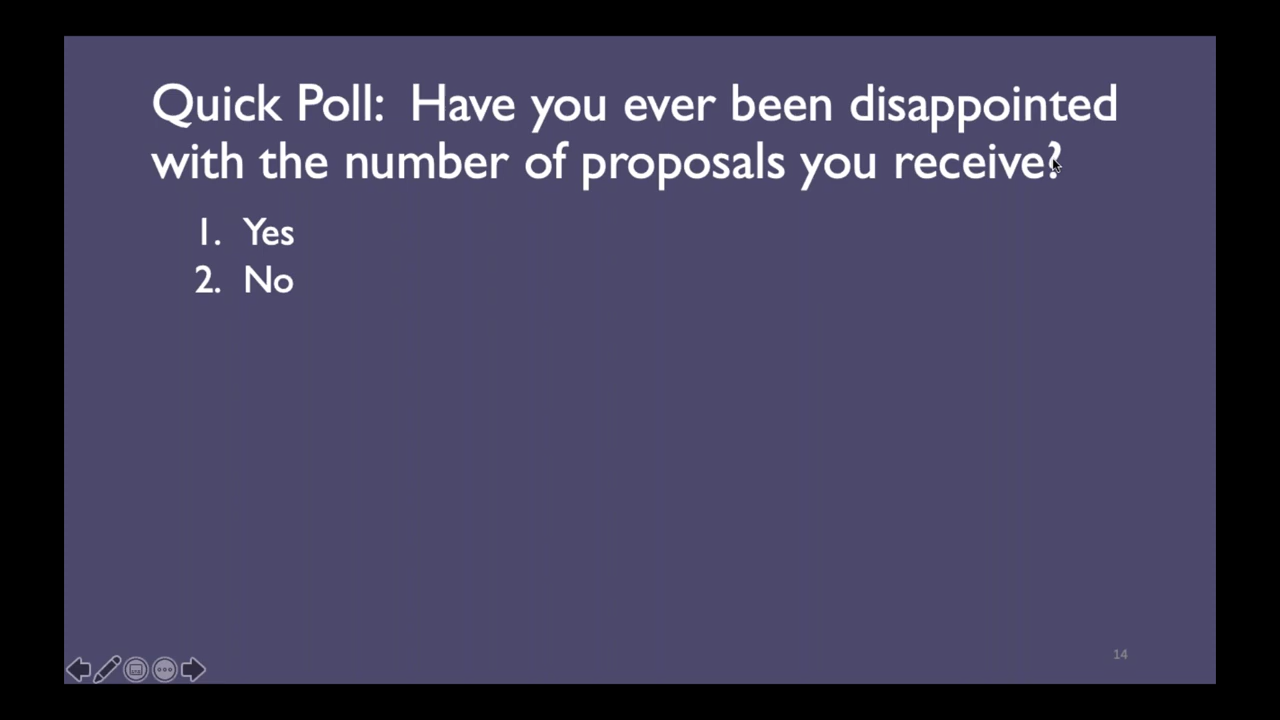 Quick Poll:  Have you ever been disappointed
with the number of proposals you receive?
1. Yes
2. No
14